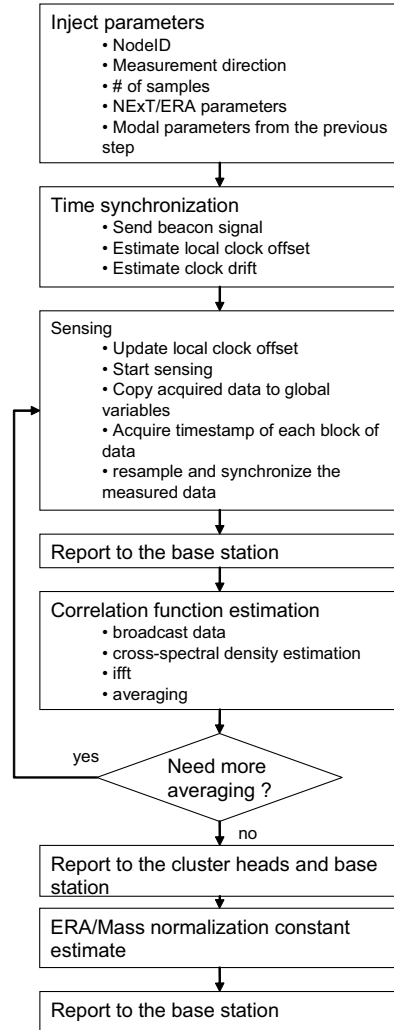 Inject parameters
• NodeID
• Measurement direction
• # of samples
• NExT/ERA parameters
• Modal parameters from the previous
step
Time synchronization
• Send beacon signal
• Estimate local clock offset
• Estimate clock drift
Sensing
• Update local clock offset
• Start sensing
• Copy acquired data to global
variables
• Acquire timestamp of each block of
data
• resample and synchronize the
measured data
Report to the base station
Correlation function estimation
• broadcast data
• cross-spectral density estimation
• ifft
• averaging
yes
Need more
averaging ?
no
Report to the cluster heads and base
station
ERA/Mass normalization constant
estimate
Report to the base station